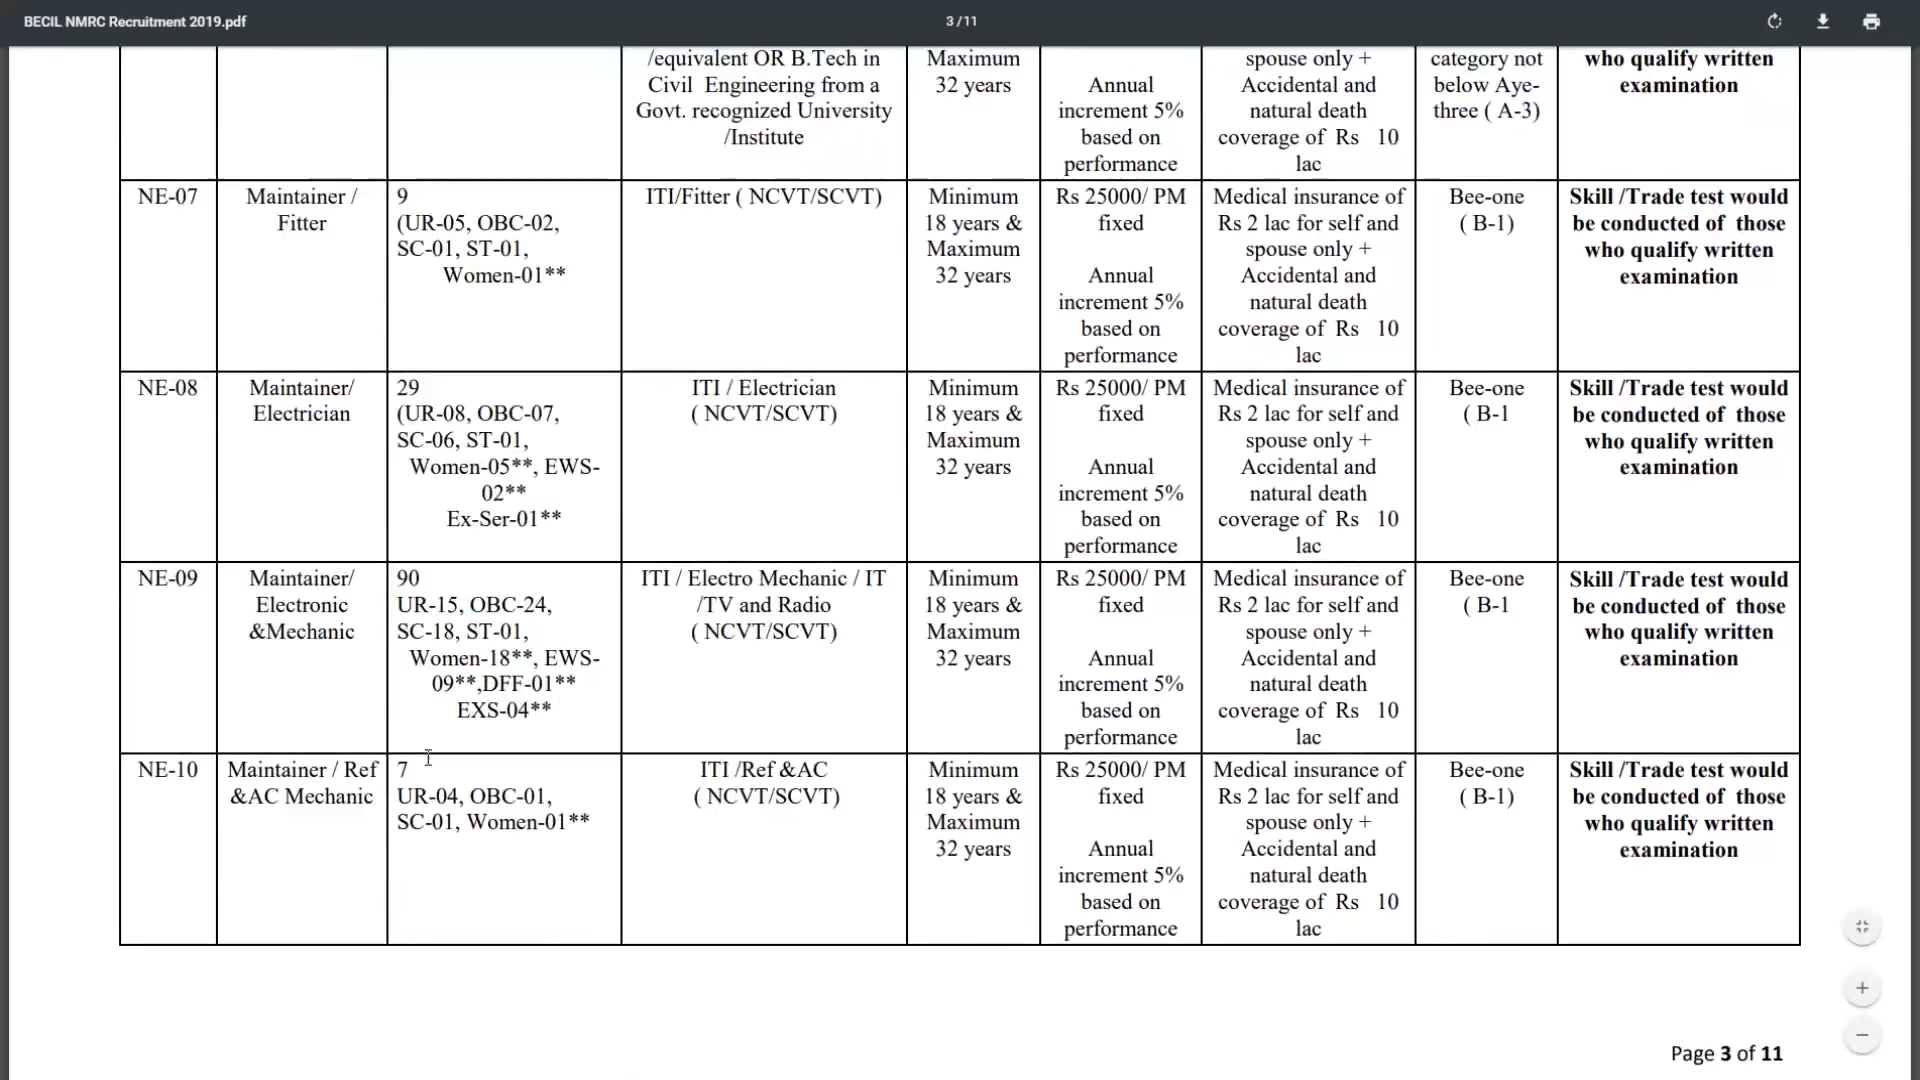 BECIL NMRC Recruitment 2019.pdf
3 / 11
/equivalent OR B.Tech in
Civil Engineering from a
Govt. recognized University
/Institute
Maximum
32 years
Annual
increment 5%
based on
performance
spouse only +
Accidental and
natural death
coverage of Rs 10
lac
category not
below Aye-
three ( A-3)
who qualify written
examination
NE-07
Maintainer /
Fitter
9
(UR-05, OBC-02,
SC-01, ST-01,
Women-01**
ITI/Fitter ( NCVT/SCVT)
Minimum
18 years &
Maximum
32 years
Rs 25000/ PM
fixed
Annual
increment 5%
based on
performance
Medical insurance of
Rs 2 lac for self and
spouse only +
Accidental and
natural death
coverage of Rs 10
lac
Bee-one
( B-1)
Skill /Trade test would
be conducted of those
who qualify written
examination
NE-08
Maintainer/
Electrician
29
(UR-08, OBC-07,
SC-06, ST-01,
Women-05**, EWS-
02**
Ex-Ser-01**
ITI / Electrician
( NCVT/SCVT)
Minimum
18 years &
Maximum
32 years
Rs 25000/ PM
fixed
Annual
increment 5%
based on
performance
Medical insurance of
Rs 2 lac for self and
spouse only +
Accidental and
natural death
coverage of Rs 10
lac
Bee-one
( B-1
Skill /Trade test would
be conducted of those
who qualify written
examination
NE-09
Maintainer/
Electronic
&Mechanic
90
UR-15, OBC-24,
SC-18, ST-01,
Women-18**, EWS-
09**,DFF-01**
EXS-04**
ITI / Electro Mechanic / IT
/TV and Radio
( NCVT/SCVT)
Minimum
18 years &
Maximum
32 years
Rs 25000/ PM
fixed
Annual
increment 5%
based on
performance
Medical insurance of
Rs 2 lac for self and
spouse only +
Accidental and
natural death
coverage of Rs 10
lac
Bee-one
( B-1
Skill /Trade test would
be conducted of those
who qualify written
examination
NE-10
Maintainer / Ref
&AC Mechanic
7
UR-04, OBC-01,
SC-01, Women-01**
ITI /Ref &AC
( NCVT/SCVT)
Minimum
18 years &
Maximum
32 years
Rs 25000/ PM
fixed
Annual
increment 5%
based on
performance
Medical insurance of
Rs 2 lac for self and
spouse only +
Accidental and
natural death
coverage of Rs 10
lac
Bee-one
( B-1)
Skill /Trade test would
be conducted of those
who qualify written
examination
Page 3 of 11